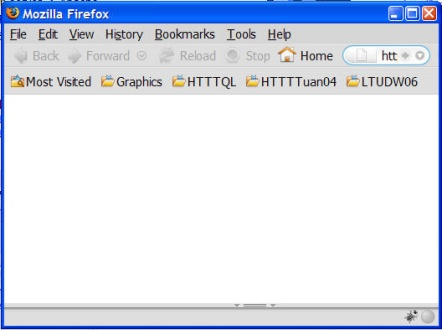 Mozilla Firefox
File Edit View History Bookmarks Tools Help
Back Forward Reload Stop Home htt
Most Visited Graphics HTTTQL HTTTTuan04 LTUDW06